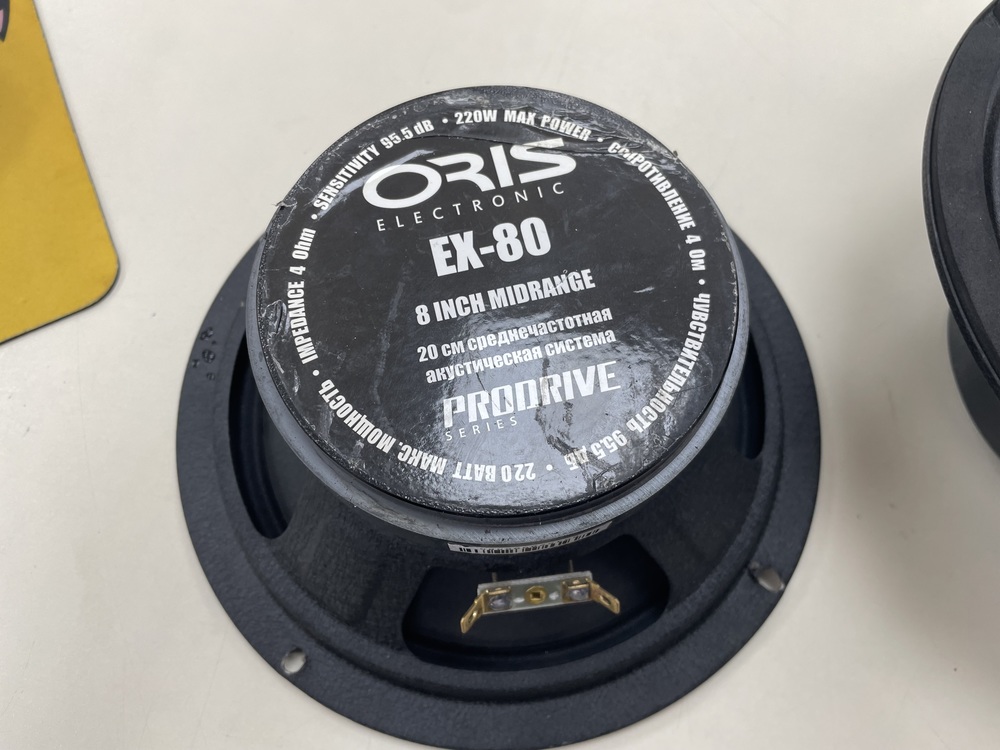 • IMPEDANCE 4 Ohm • SENSITIVITY 95.5 dB • 220W MAX POWER • СОПРОТИВЛЕНИЕ 4 ОМ • ЧУВСТВИТЕЛЬНОСТЬ 95,5 дБ • 220 ВАТТ МАКС. МОЩНОСТЬ
ORIS
ELECTRONIC
EX-80
8 INCH MIDRANGE
20 см среднечастотная
акустическая система
PRODRIVE
SERIES